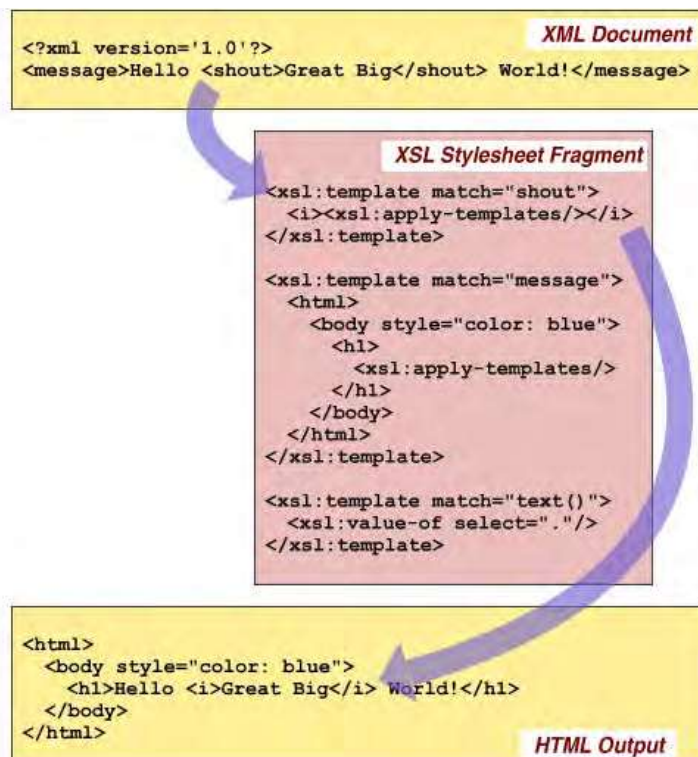 XML Document
<?xml version='1.0'?>
<message>Hello <shout>Great Big</shout> World!</message>
XSL Stylesheet Fragment
<xsl:template match="shout">
  <i><xsl:apply-templates/></i>
</xsl:template>
<xsl:template match="message">
  <html>
    <body style="color: blue">
      <h1>
        <xsl:apply-templates/>
      </h1>
    </body>
  </html>
</xsl:template>
<xsl:template match="text()">
  <xsl:value-of select="."/>
</xsl:template>
<html>
  <body style="color: blue">
    <h1>Hello <i>Great Big</i> World!</h1>
  </body>
</html>
HTML Output